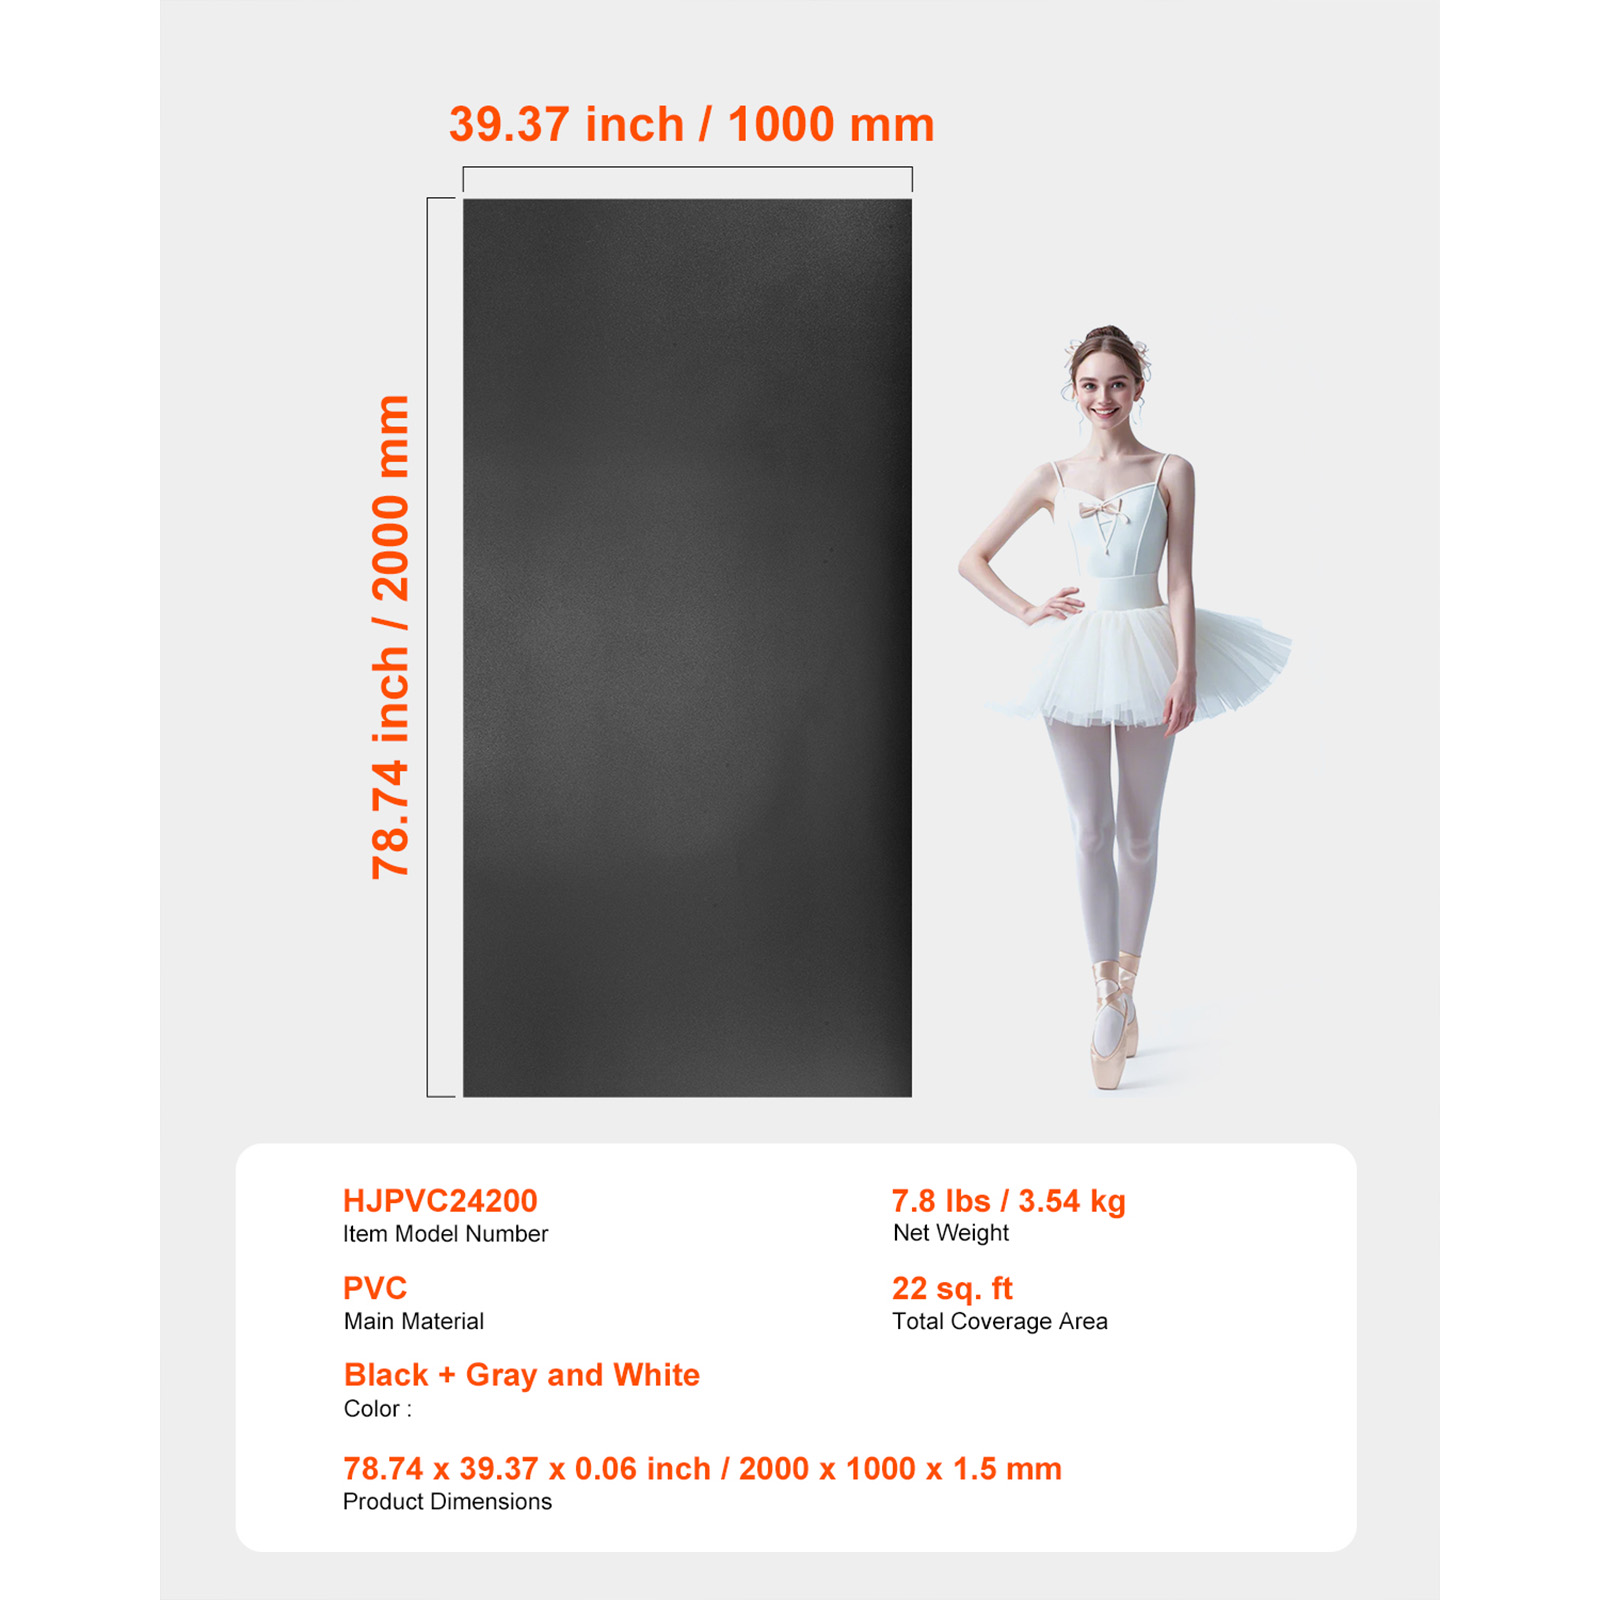 39.37 inch / 1000 mm
78.74 inch / 2000 mm
HJPVC24200
Item Model Number
7.8 lbs / 3.54 kg
Net Weight
PVC
Main Material
22 sq. ft
Total Coverage Area
Black + Gray and White
Color :
78.74 x 39.37 x 0.06 inch / 2000 x 1000 x 1.5 mm
Product Dimensions